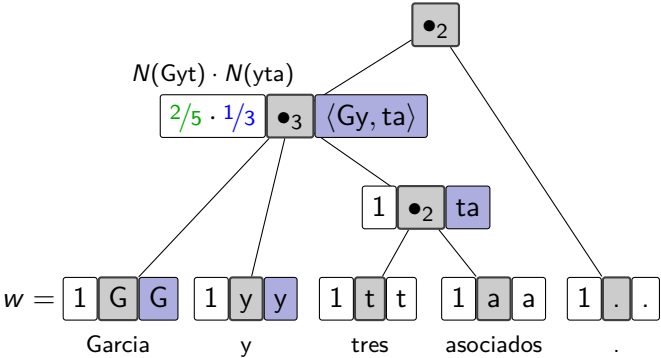 •₂
N(Gyt) · N(yta)
2/5 · 1/3 •₃ ⟨Gy, ta⟩
1 •₂ ta
w = 1 G G 1 y y 1 t t 1 a a 1 . .
Garcia y tres asociados .